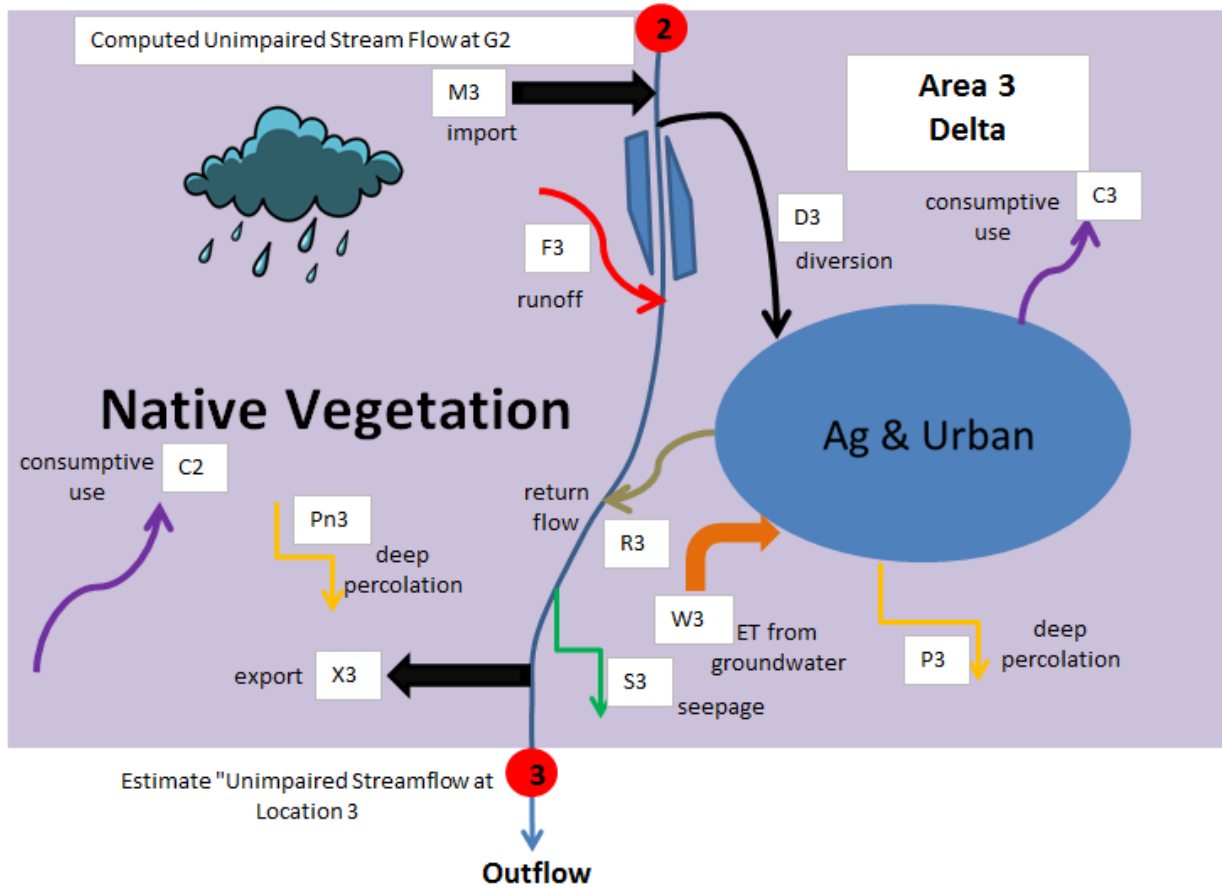 2
Computed Unimpaired Stream Flow at G2
M3
import
Area 3
Delta
C3
consumptive
use
D3
diversion
F3
runoff
Native Vegetation
Ag & Urban
consumptive
use
C2
Pn3
deep
percolation
return
flow
R3
W3
ET from
groundwater
P3
deep
percolation
export
X3
S3
seepage
3
Estimate "Unimpaired Streamflow at
Location 3
Outflow